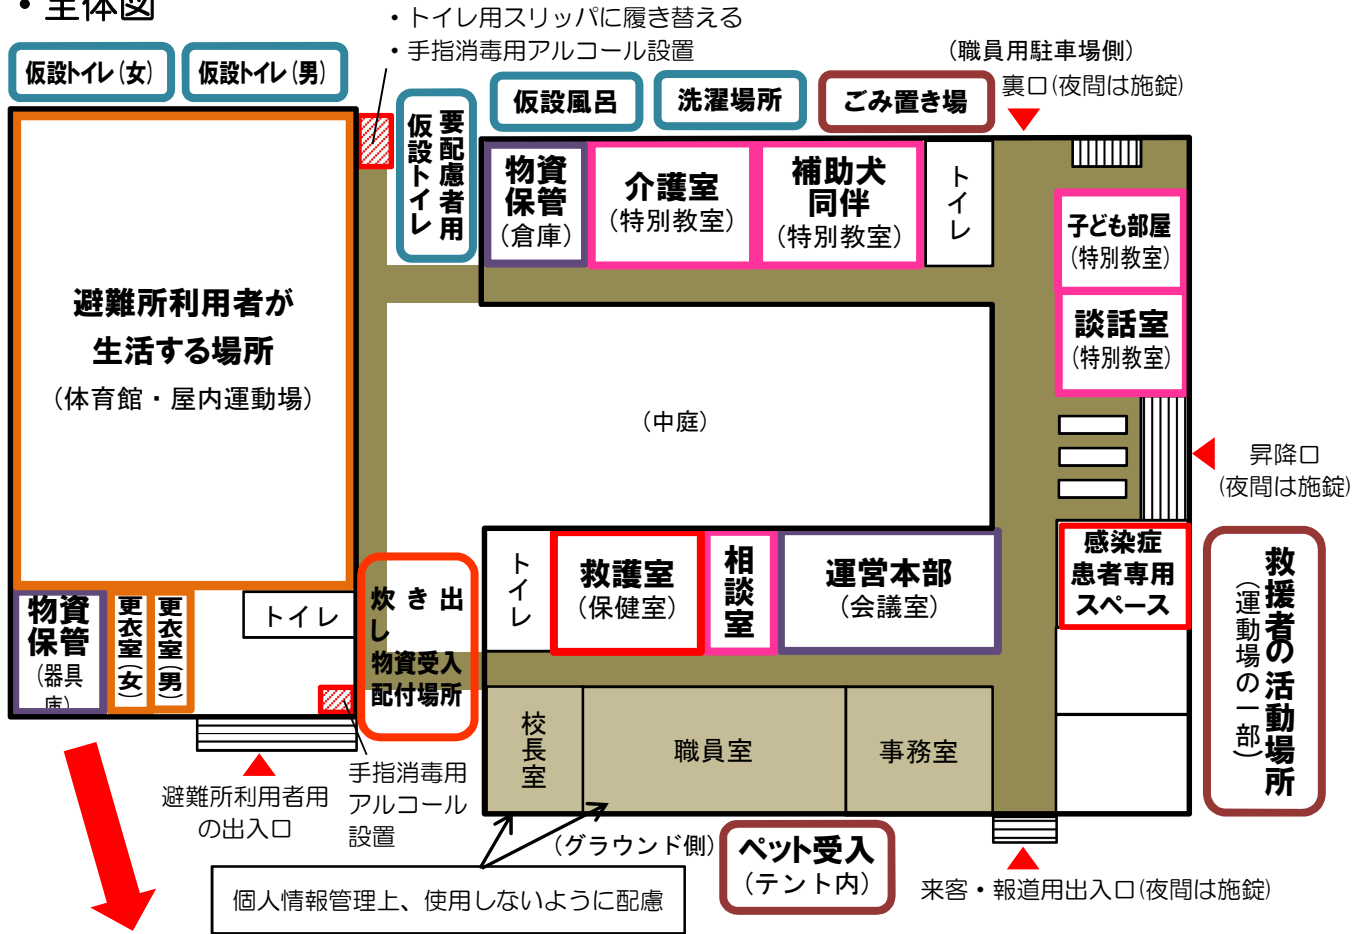 ・主体図
・トイレ用スリッパに履き替える
・手指消毒用アルコール設置
仮設トイレ(女)
仮設トイレ(男)
要配慮者用
仮設トイレ
仮設風呂
洗濯場所
ごみ置き場
(職員用駐車場側)
裏口(夜間は施錠)
物資
保管
(倉庫)
介護室
(特別教室)
補助犬
同伴
(特別教室)
トイレ
子ども部屋
(特別教室)
談話室
(特別教室)
避難所利用者が
生活する場所
(体育館・屋内運動場)
(中庭)
昇降口
(夜間は施錠)
物資
保管
(器具
庫)
更衣室(女)
更衣室(男)
トイレ
炊き出
し
物資受入
配付場所
トイレ
救護室
(保健室)
相談室
運営本部
(会議室)
感染症
患者専用
スペース
救援者の活動場所
(運動場の一部)
校長室
職員室
事務室
避難所利用者用
の出入口
手指消毒用
アルコール
設置
(グラウンド側)
ペット受入
(テント内)
来客・報道用出入口(夜間は施錠)
個人情報管理上、使用しないように配慮